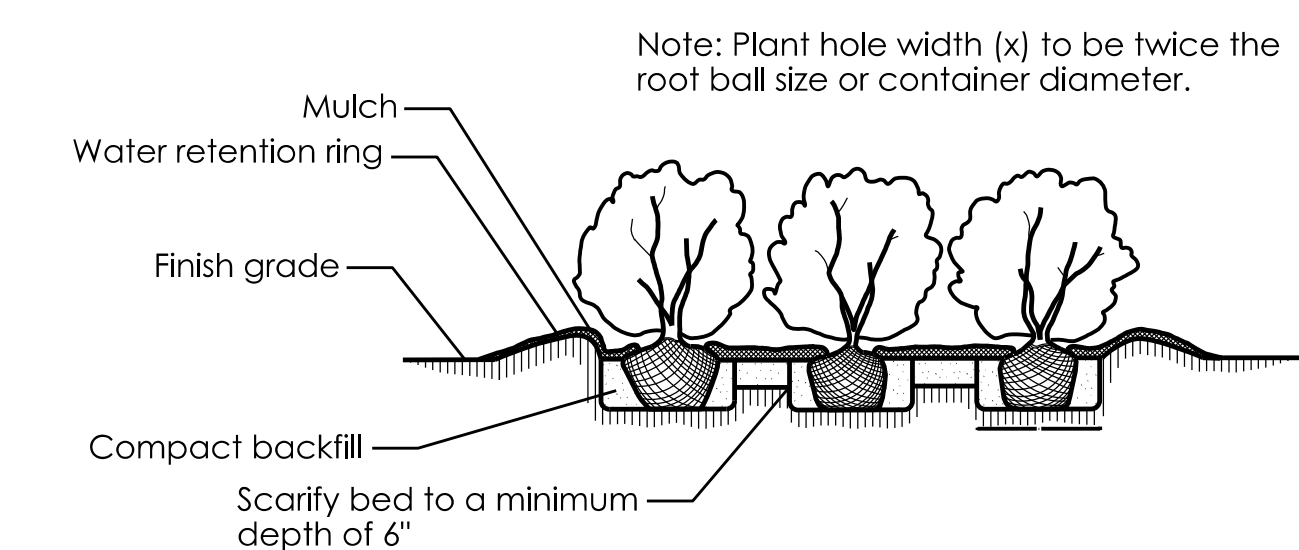 Note: Plant hole width (x) to be twice the
root ball size or container diameter.
Mulch
Water retention ring
Finish grade
Compact backfill
Scarify bed to a minimum
depth of 6"